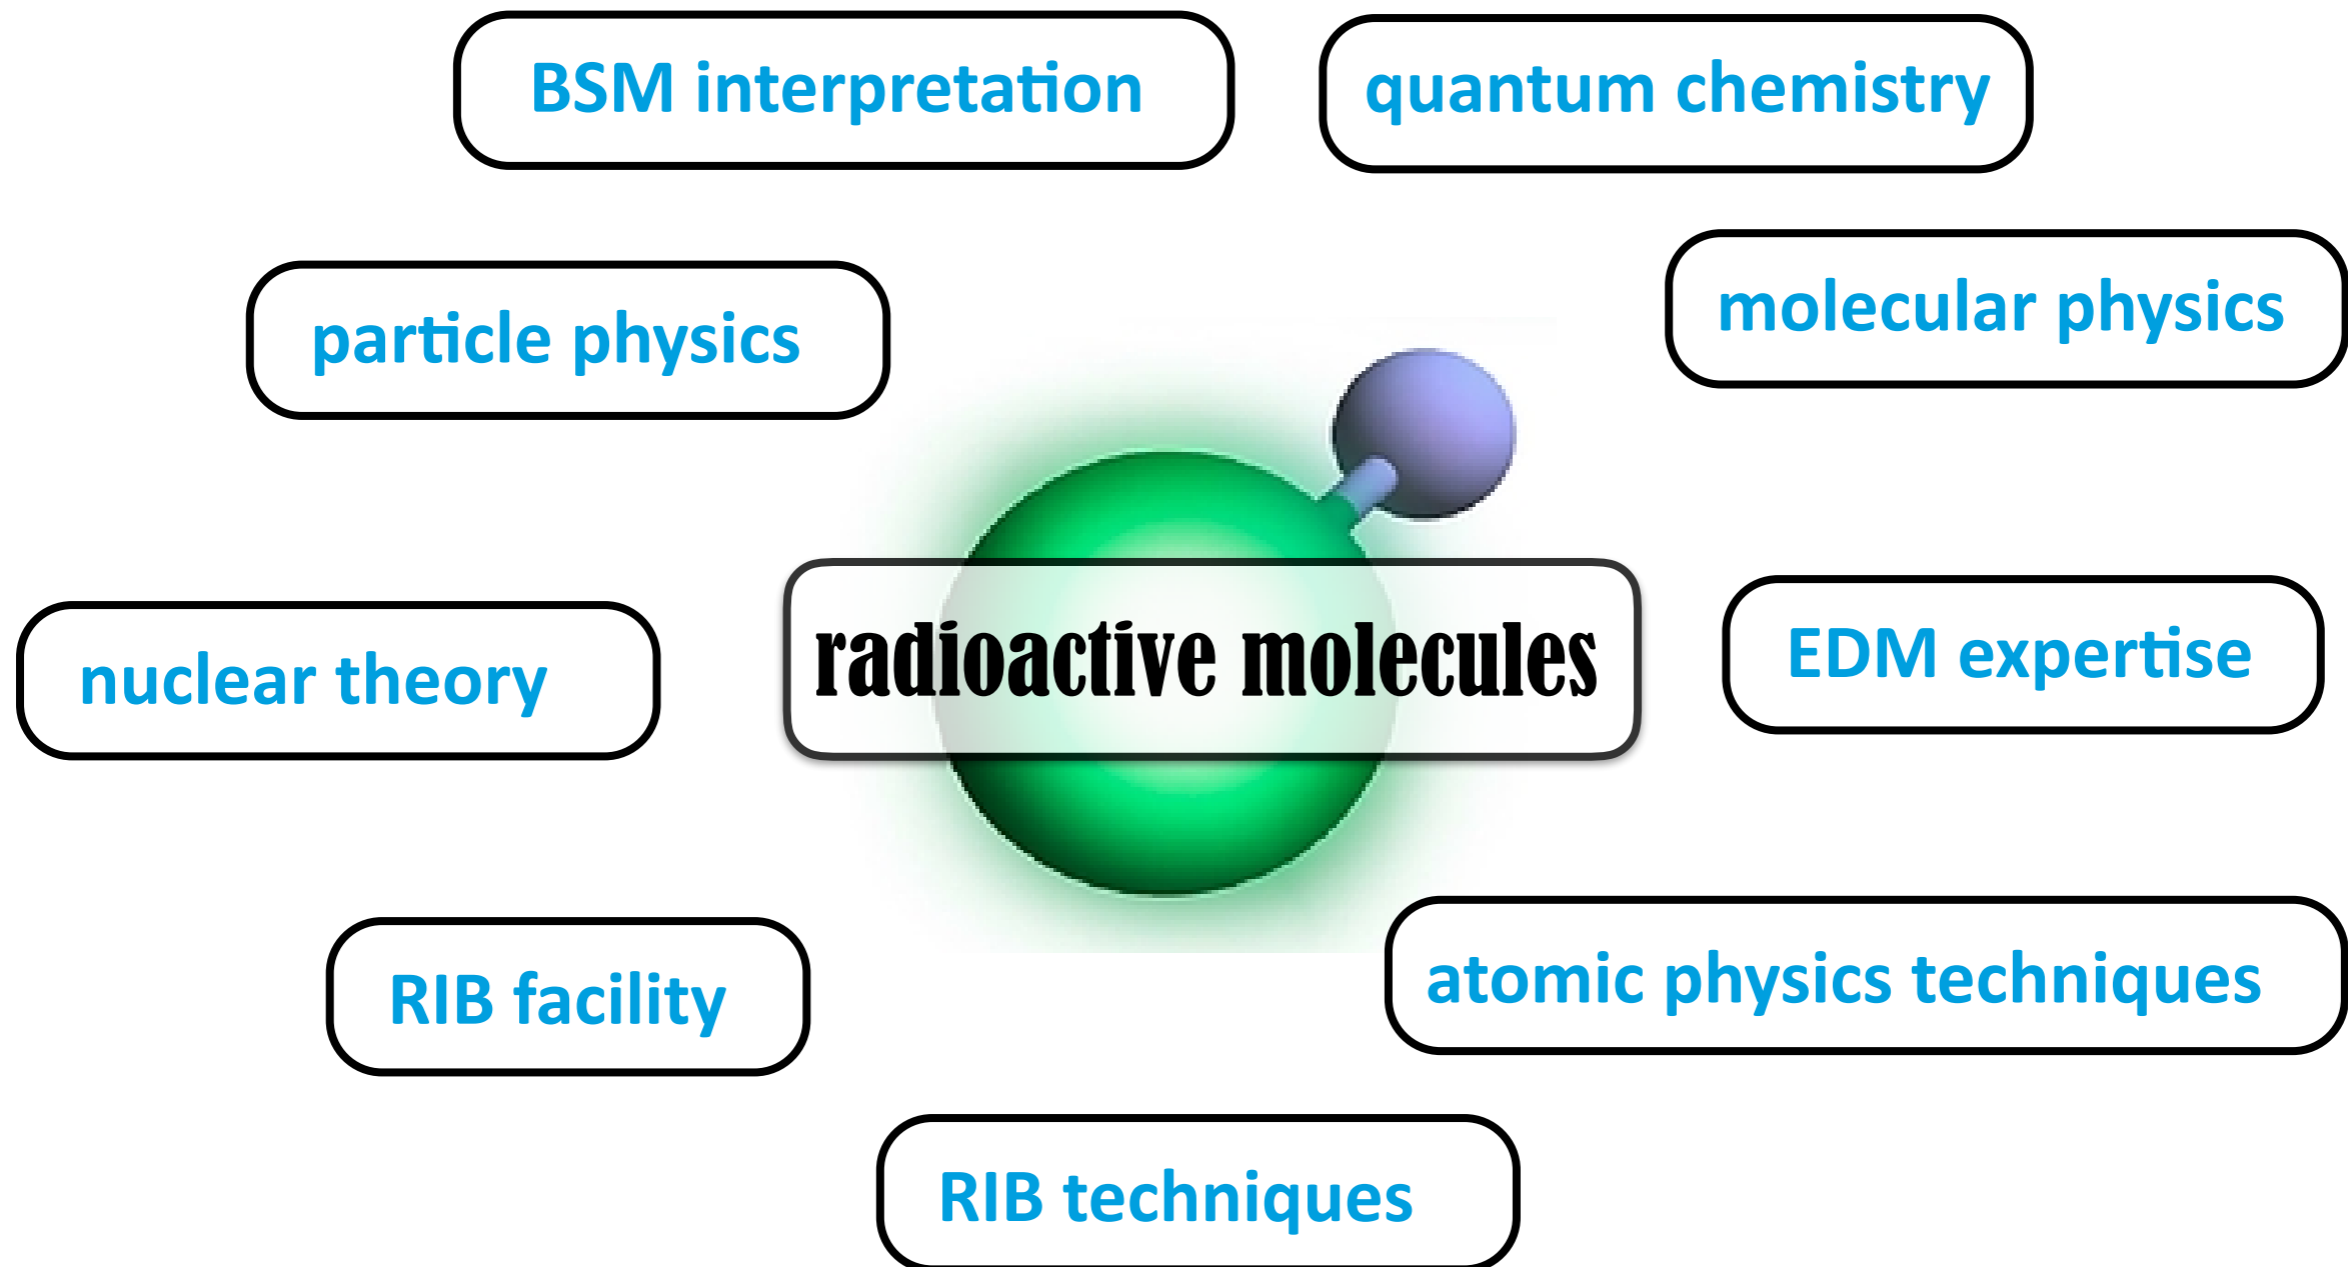 BSM interpretation
quantum chemistry
particle physics
molecular physics
nuclear theory
radioactive molecules
EDM expertise
RIB facility
atomic physics techniques
RIB techniques